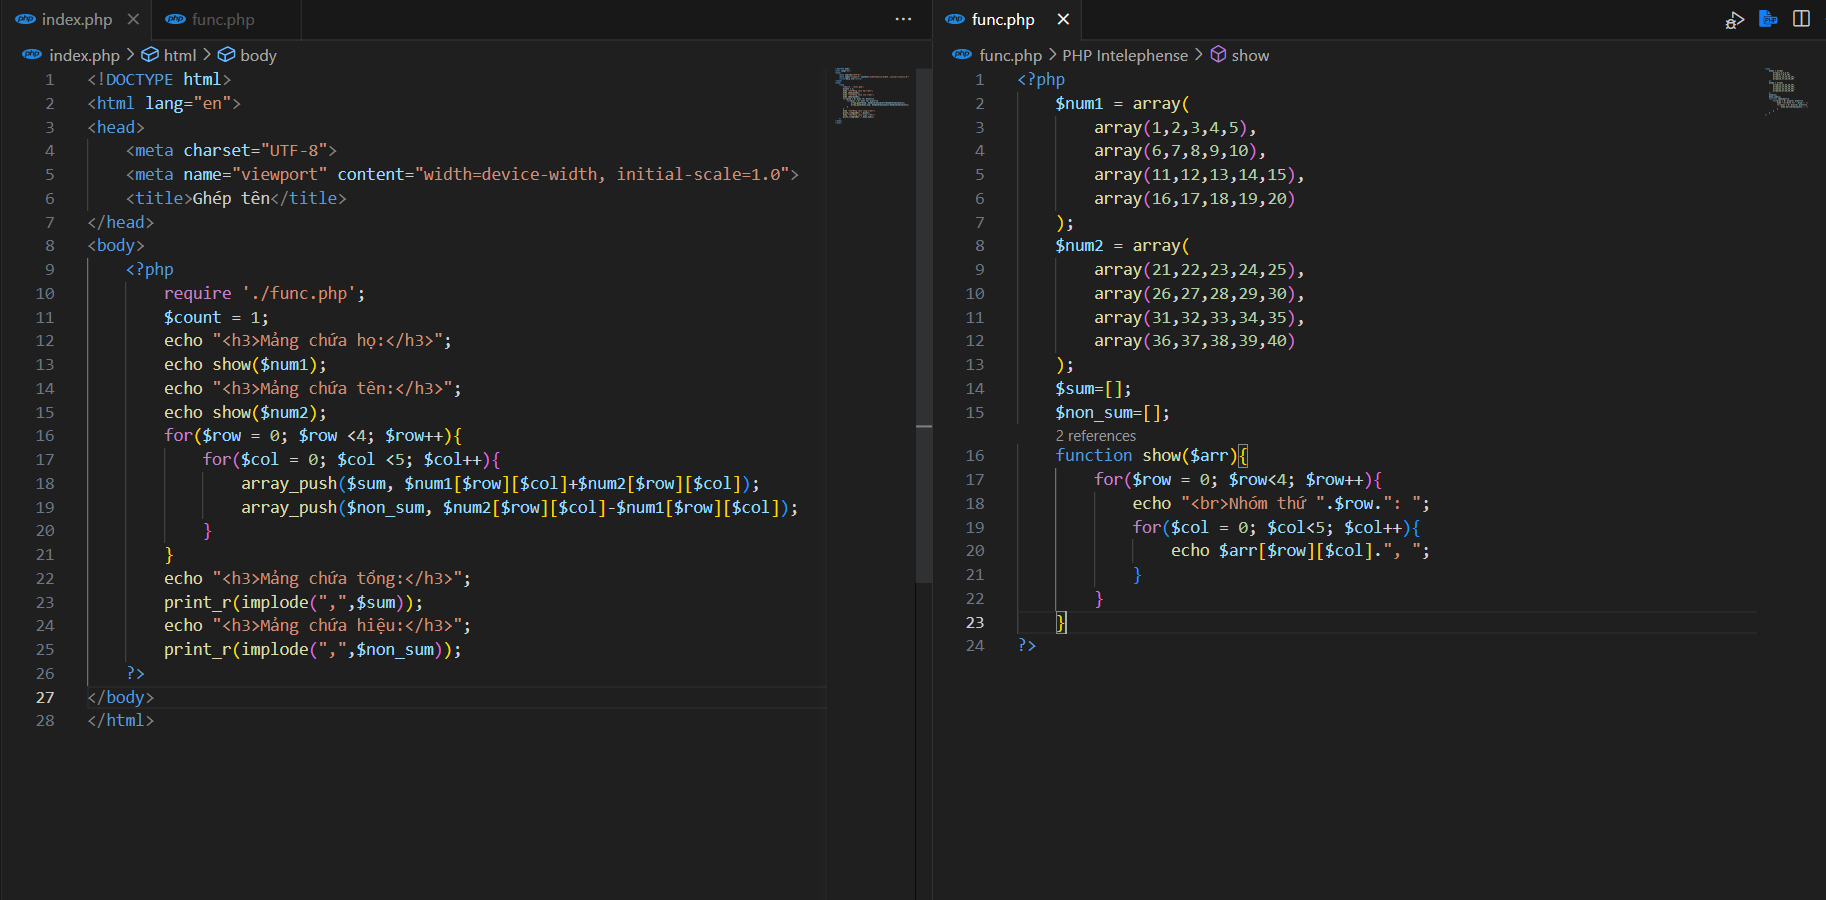 index.php
func.php
index.php > html > body
1 <!DOCTYPE html>
2 <html lang="en">
3 <head>
4 <meta charset="UTF-8">
5 <meta name="viewport" content="width=device-width, initial-scale=1.0">
6 <title>Ghép tên</title>
7 </head>
8 <body>
9 <?php
10 require './func.php';
11 $count = 1;
12 echo "<h3>Mảng chứa họ:</h3>";
13 echo show($num1);
14 echo "<h3>Mảng chứa tên:</h3>";
15 echo show($num2);
16 for($row = 0; $row <4; $row++){
17 for($col = 0; $col <5; $col++){
18 array_push($sum, $num1[$row][$col]+$num2[$row][$col]);
19 array_push($non_sum, $num2[$row][$col]-$num1[$row][$col]);
20 }
21 }
22 echo "<h3>Mảng chứa tổng:</h3>";
23 print_r(implode(",",$sum));
24 echo "<h3>Mảng chứa hiệu:</h3>";
25 print_r(implode(",",$non_sum));
26 ?>
27 </body>
28 </html>
func.php
func.php > PHP Intelephense > show
1 <?php
2 $num1 = array(
3 array(1,2,3,4,5),
4 array(6,7,8,9,10),
5 array(11,12,13,14,15),
6 array(16,17,18,19,20)
7 );
8 $num2 = array(
9 array(21,22,23,24,25),
10 array(26,27,28,29,30),
11 array(31,32,33,34,35),
12 array(36,37,38,39,40)
13 );
14 $sum=[];
15 $non_sum=[];
2 references
16 function show($arr){
17 for($row = 0; $row<4; $row++){
18 echo "<br>Nhóm thứ ".$row.": ";
19 for($col = 0; $col<5; $col++){
20 echo $arr[$row][$col].", ";
21 }
22 }
23 }
24 ?>